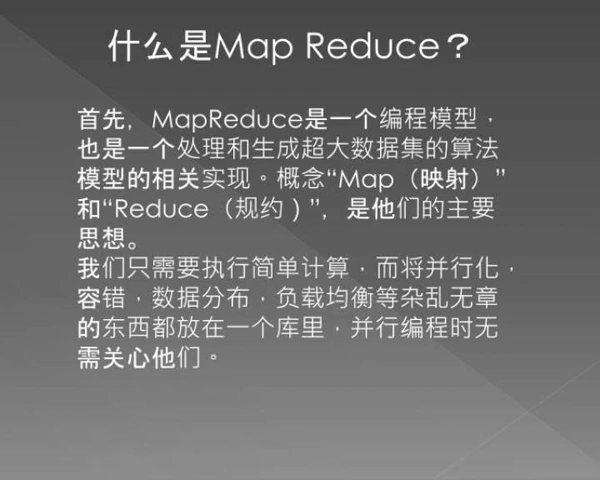 什么是Map Reduce？
首先，MapReduce是一个编程模型，
也是一个处理和生成超大数据集的算法
模型的相关实现。概念“Map（映射）”
和“Reduce（规约）”，是他们的主要
思想。
我们只需要执行简单计算，而将并行化，
容错，数据分布，负载均衡等杂乱无章
的东西都放在一个库里，并行编程时无
需关心他们。